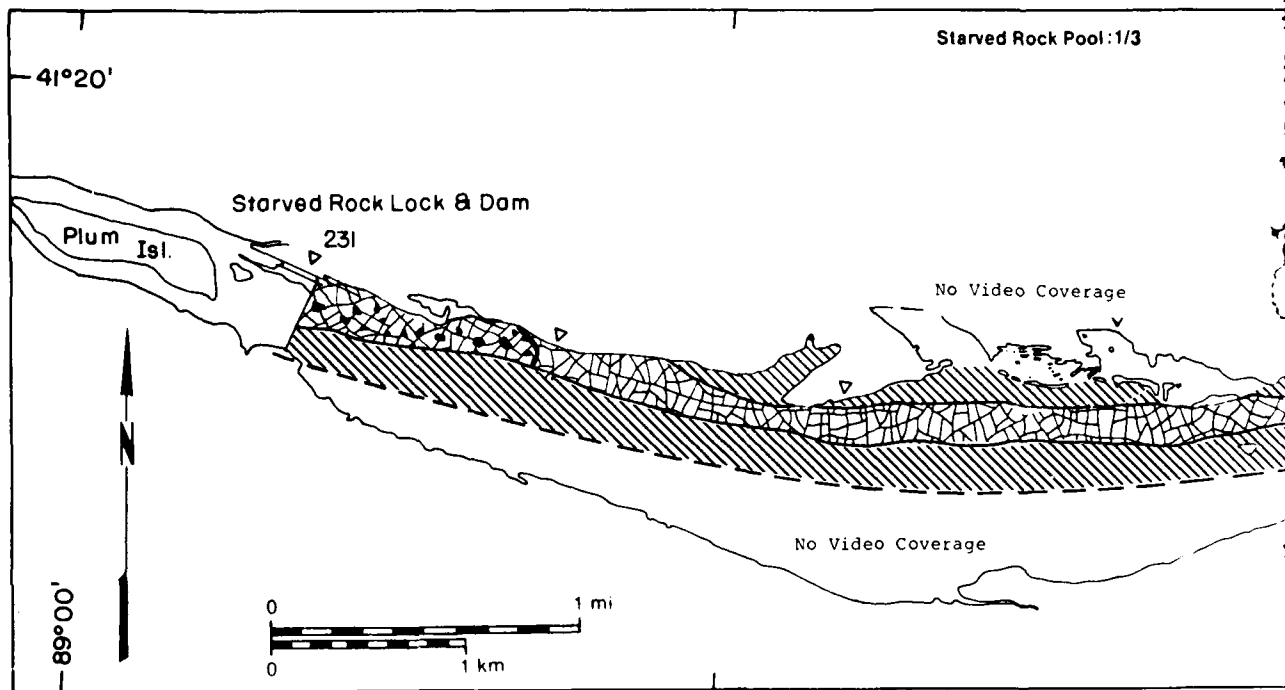 Starved Rock Pool:1/3
41°20'
Starved Rock Lock & Dam
231
Plum Isl.
No Video Coverage
N
No Video Coverage
0 1 mi
0 1 km
89°00'